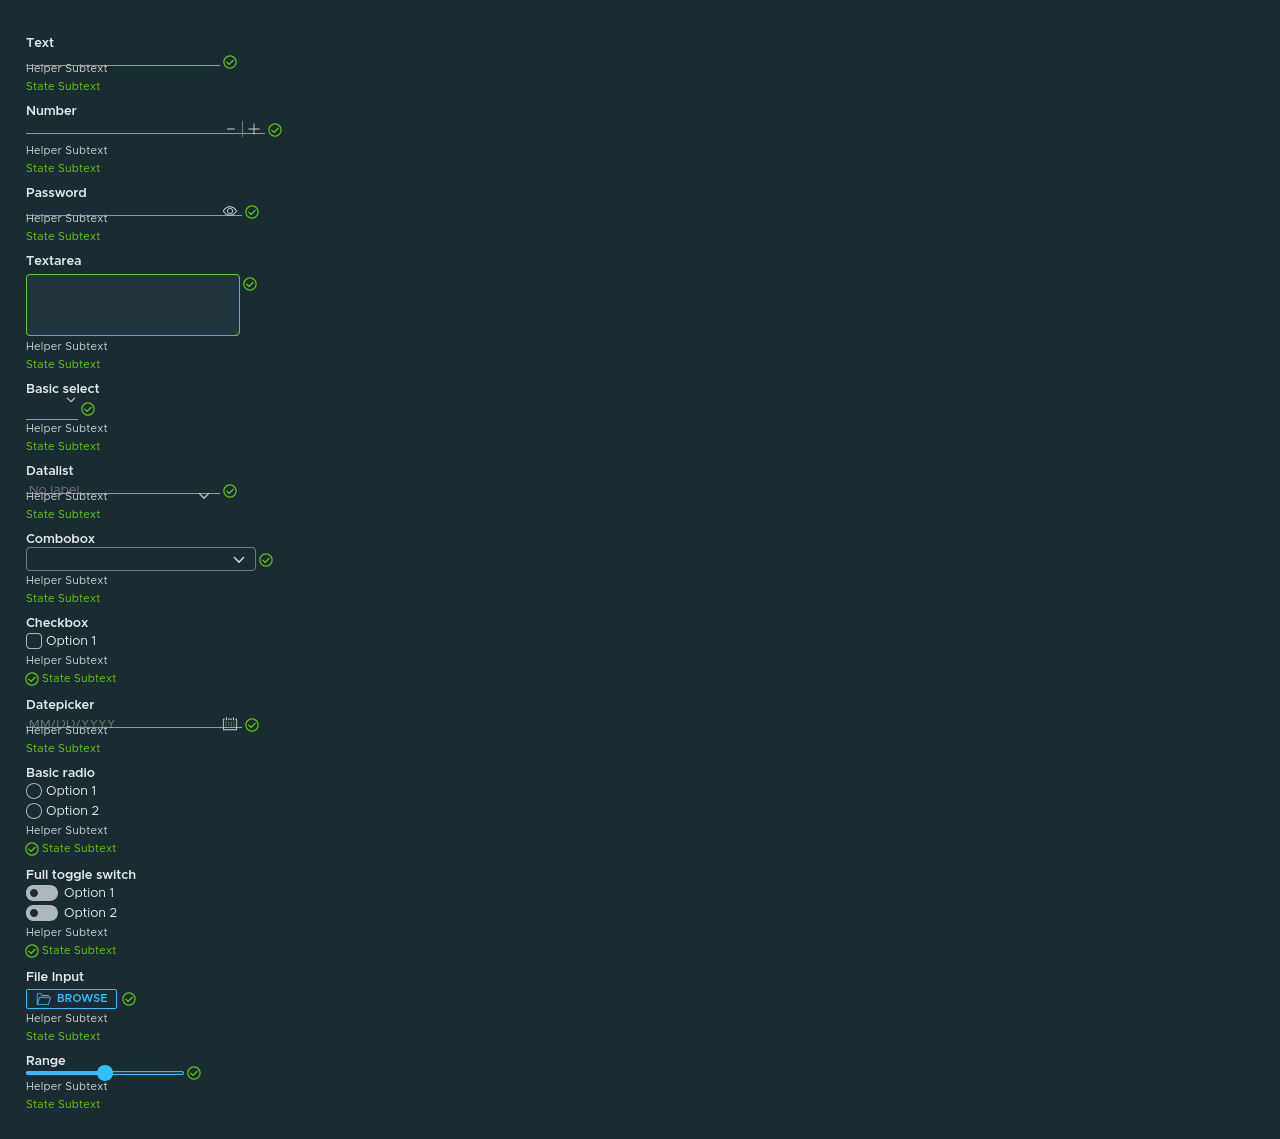 Text
Helper Subtext
State Subtext
Number
Helper Subtext
State Subtext
Password
Helper Subtext
State Subtext
Textarea
Helper Subtext
State Subtext
Basic select
Helper Subtext
State Subtext
Datalist
No label
Helper Subtext
State Subtext
Combobox
Helper Subtext
State Subtext
Checkbox
Option 1
Helper Subtext
State Subtext
Datepicker
MM/DD/YYYY
Helper Subtext
State Subtext
Basic radio
Option 1
Option 2
Helper Subtext
State Subtext
Full toggle switch
Option 1
Option 2
Helper Subtext
State Subtext
File Input
BROWSE
Helper Subtext
State Subtext
Range
Helper Subtext
State Subtext